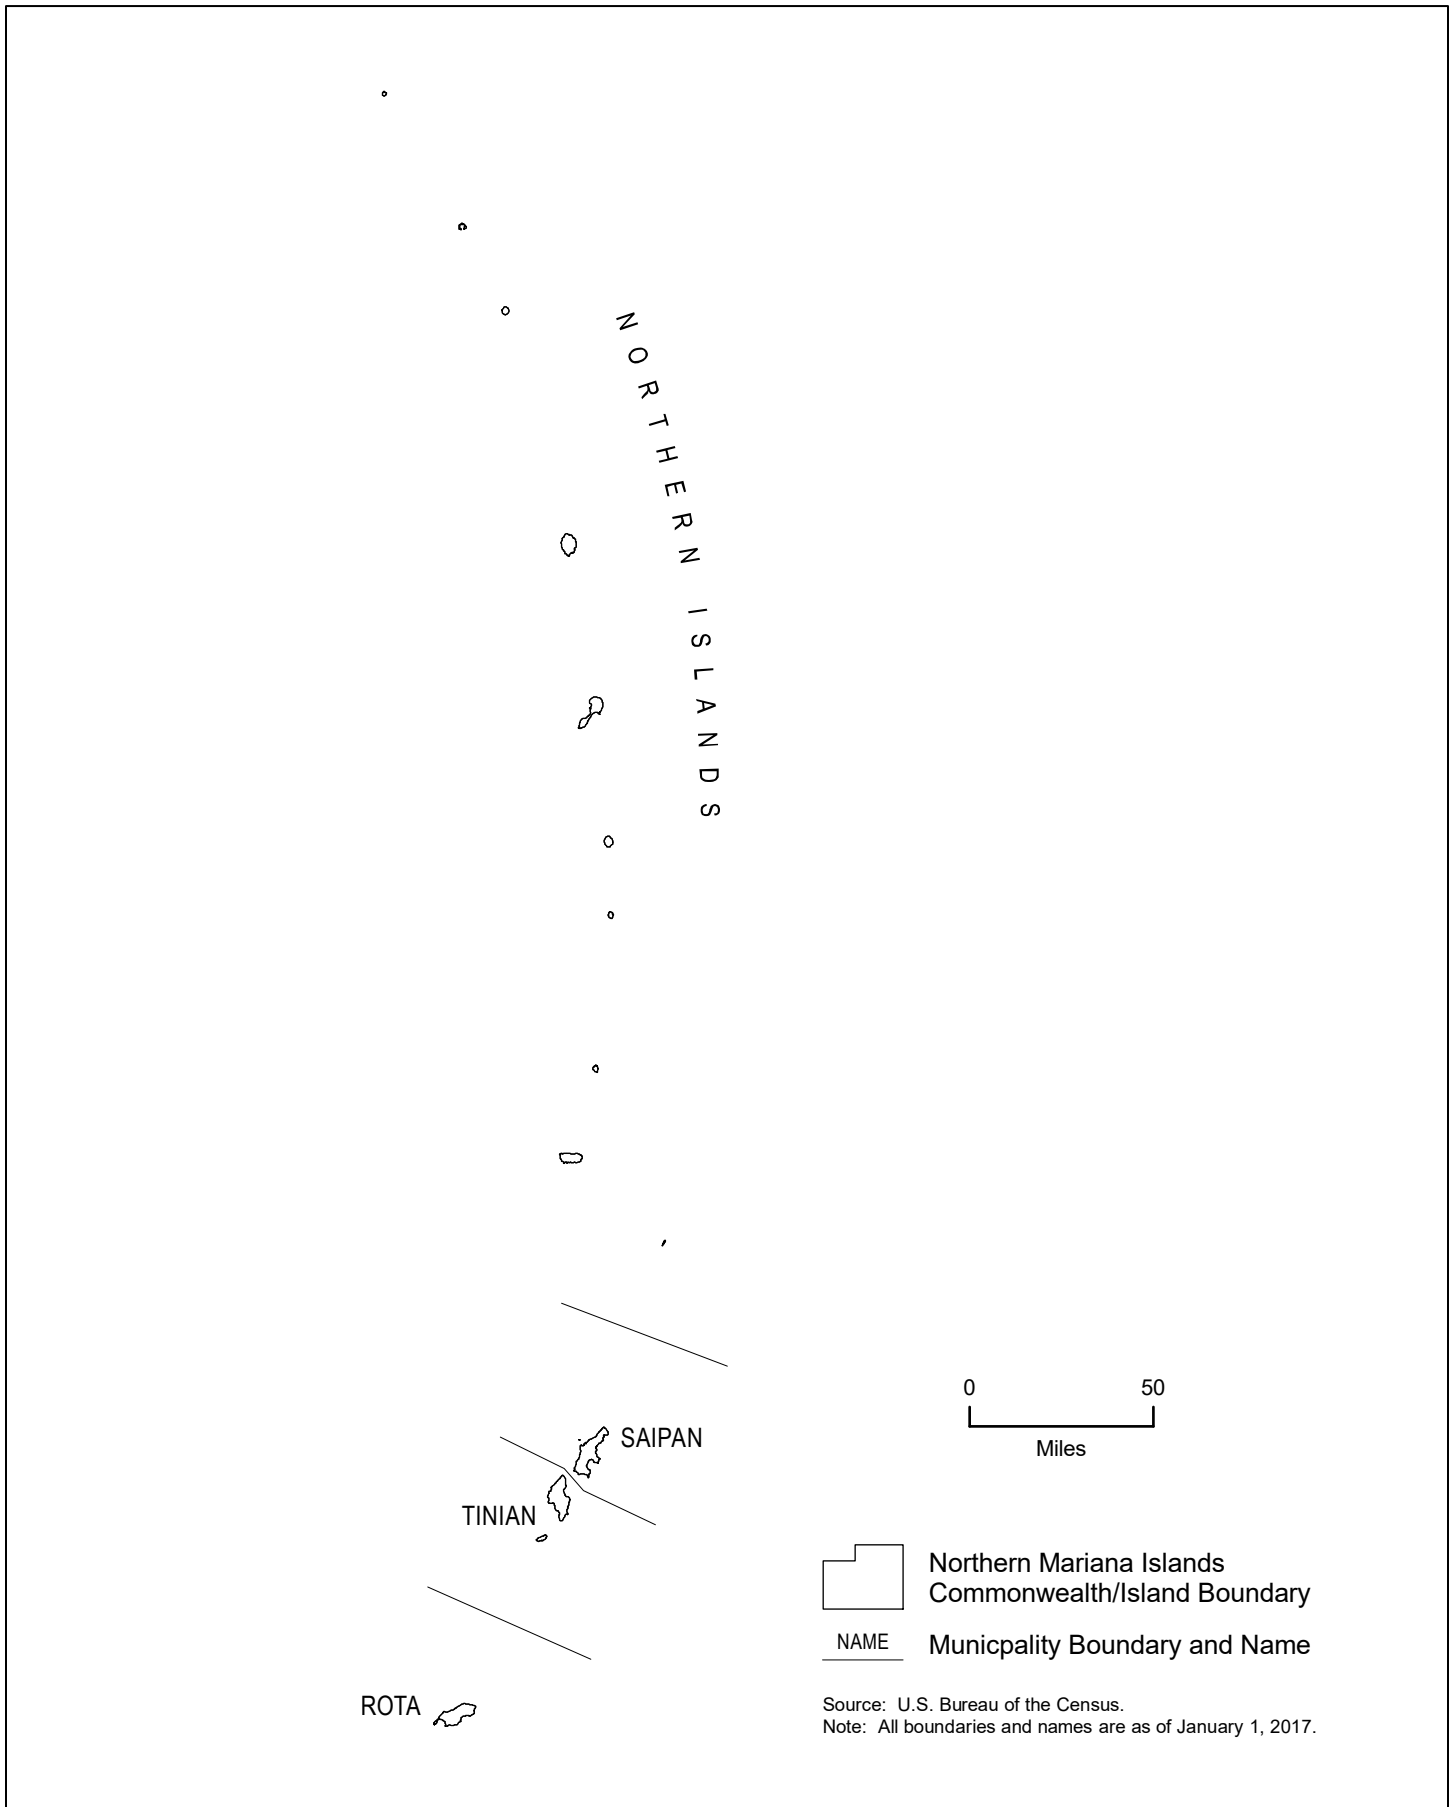 NORTHERN ISLANDS
0 50
Miles
SAIPAN
TINIAN
ROTA
Northern Mariana Islands
Commonwealth/Island Boundary
NAME Municpality Boundary and Name
Source: U.S. Bureau of the Census.
Note: All boundaries and names are as of January 1, 2017.